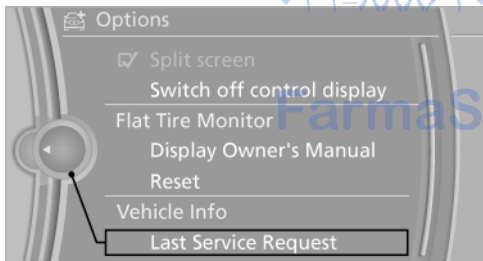 Options
Split screen
Switch off control display
Flat Tire Monitor
Display Owner's Manual
Reset
Vehicle Info
Last Service Request